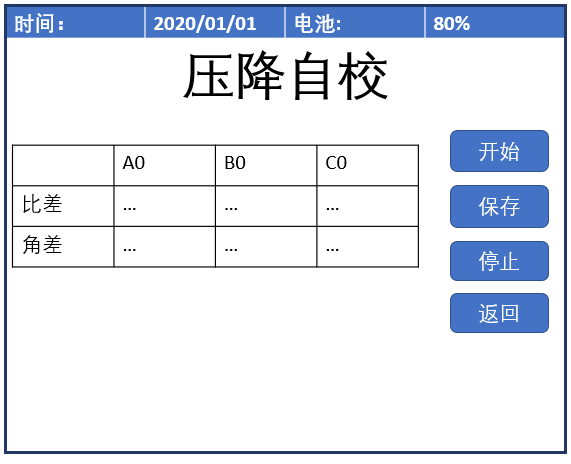 时间： 2020/01/01 电池: 80%
压降自校
A0 B0 C0
比差 ... ... ...
角差 ... ... ...
开始
保存
停止
返回